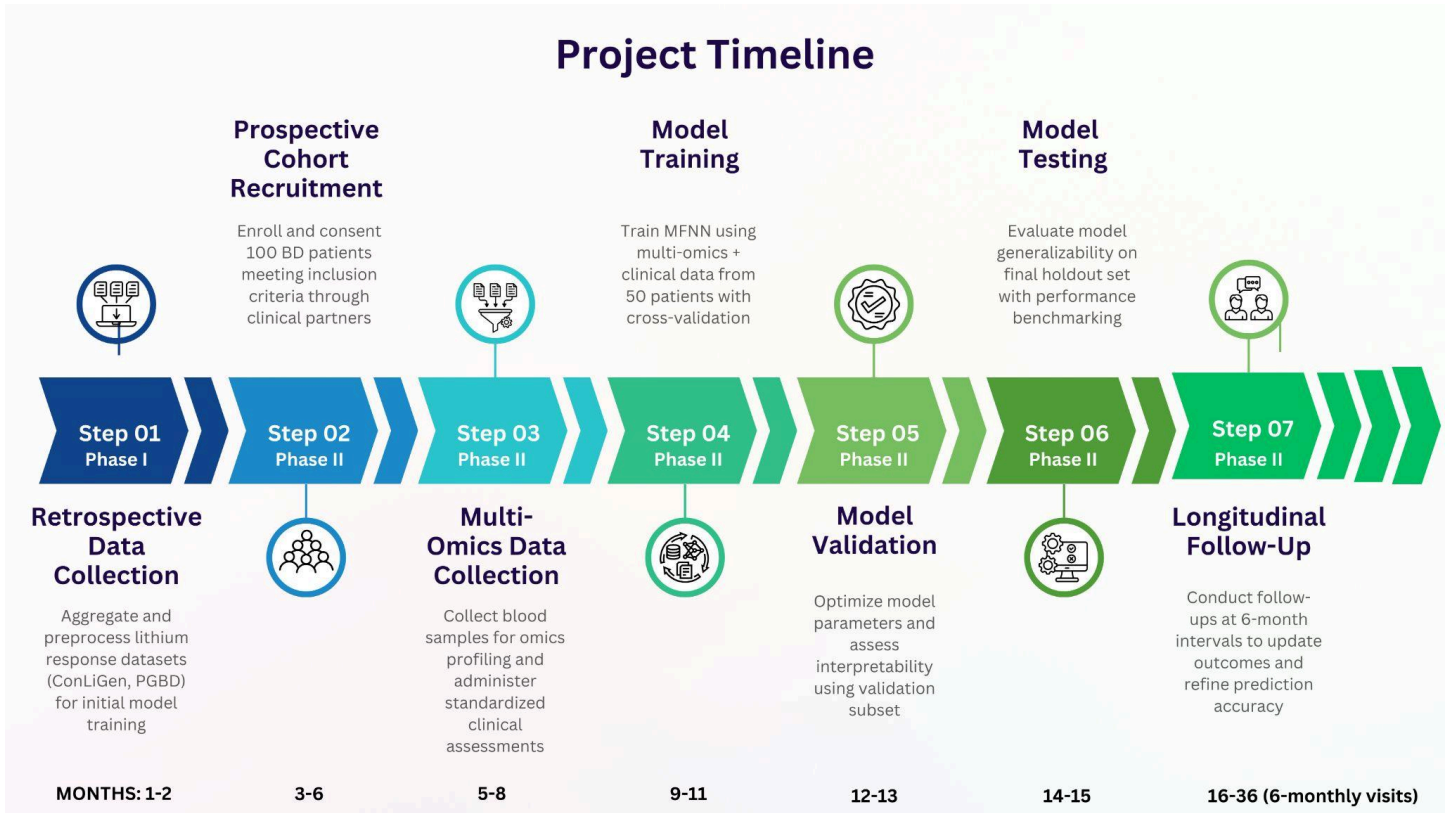 Project Timeline
Prospective
Cohort
Recruitment
Enroll and consent
100 BD patients
meeting inclusion
criteria through
clinical partners
Model
Training
Train MFNN using
multi-omics +
clinical data from
50 patients with
cross-validation
Model
Testing
Evaluate model
generalizability on
final holdout set
with performance
benchmarking
Step 01
Phase I
Step 02
Phase II
Step 03
Phase II
Step 04
Phase II
Step 05
Phase II
Step 06
Phase II
Step 07
Phase II
Retrospective
Data
Collection
Aggregate and
preprocess lithium
response datasets
(ConLiGen, PGBD)
for initial model
training
Multi-
Omics Data
Collection
Collect blood
samples for omics
profiling and
administer
standardized
clinical
assessments
Model
Validation
Optimize model
parameters and
assess
interpretability
using validation
subset
Longitudinal
Follow-Up
Conduct follow-
ups at 6-month
intervals to update
outcomes and
refine prediction
accuracy
MONTHS: 1-2
3-6
5-8
9-11
12-13
14-15
16-36 (6-monthly visits)